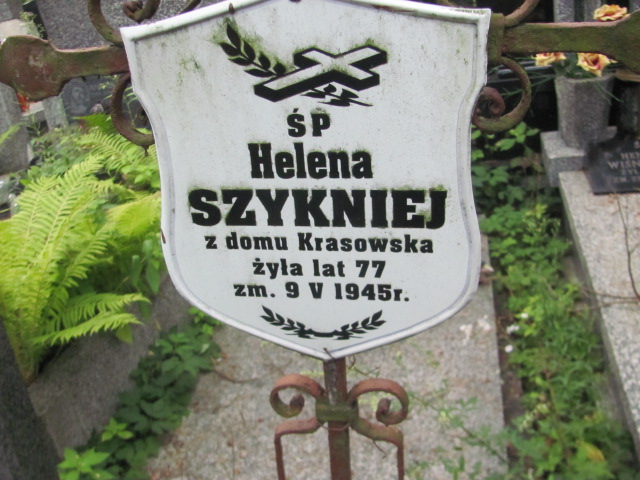 ŚP
Helena
SZYKNIEJ
z domu Krasowska
żyła lat 77
zm. 9 V 1945r.